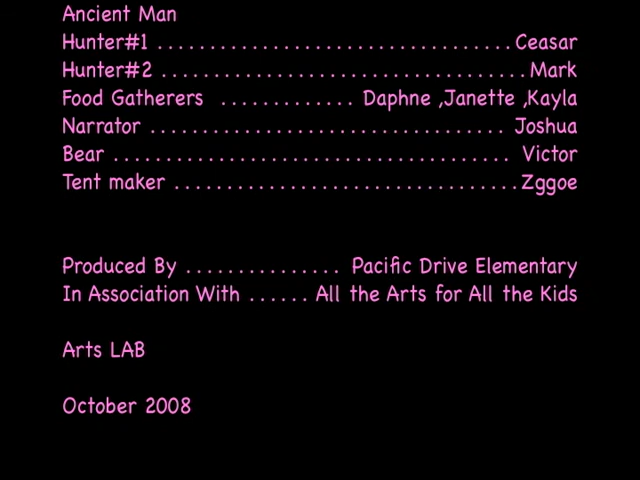 Ancient Man
Hunter#1 .................................. Ceasar
Hunter#2 ................................... Mark
Food Gatherers ............. Daphne ,Janette ,Kayla
Narrator .................................. Joshua
Bear ...................................... Victor
Tent maker ................................. Zggoe
Produced By ............... Pacific Drive Elementary
In Association With ...... All the Arts for All the Kids
Arts LAB
October 2008